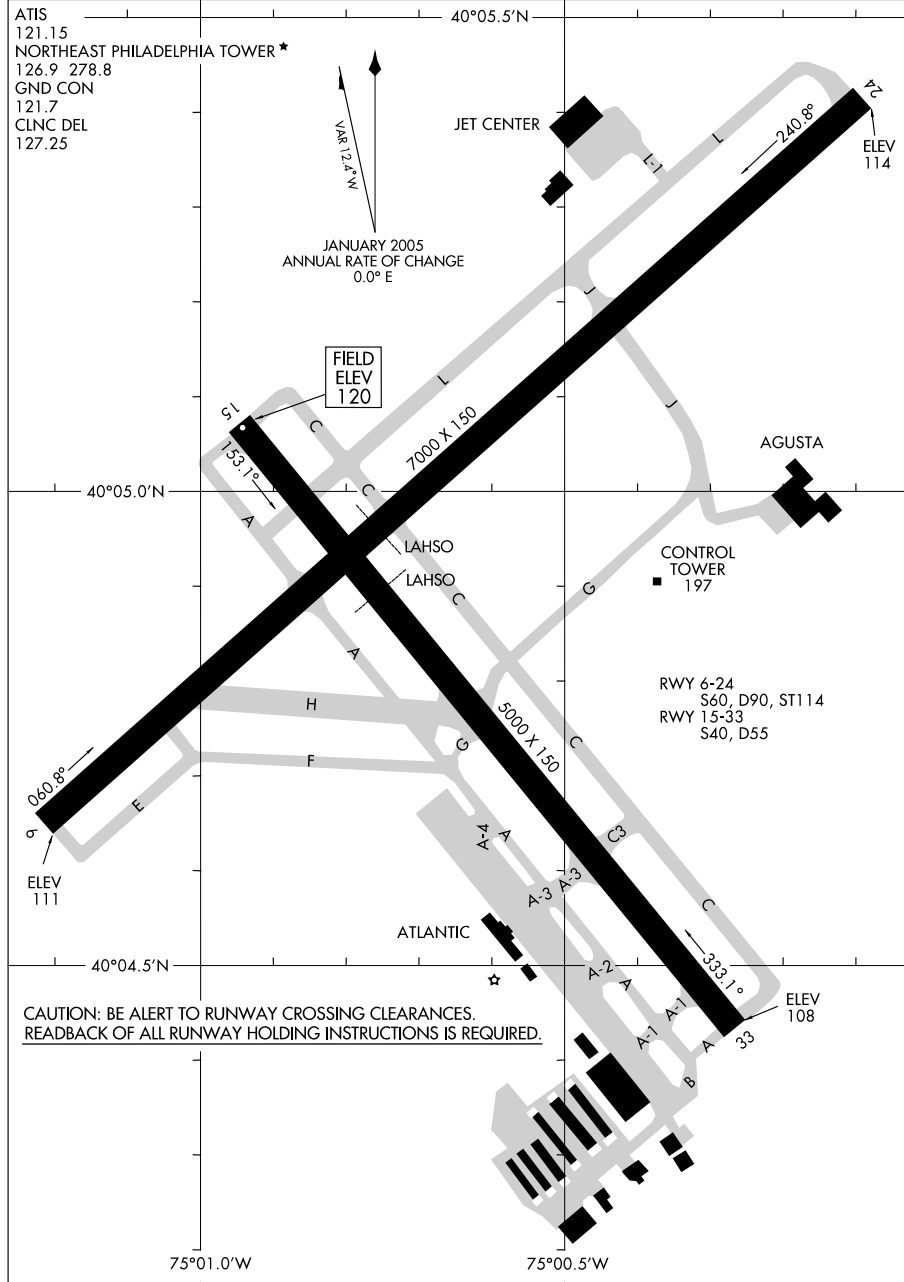 ATIS
121.15
NORTHEAST PHILADELPHIA TOWER
126.9 278.8
GND CON
121.7
CLNC DEL
127.25
40°05.5'N
VAR 12.4° W
JANUARY 2005
ANNUAL RATE OF CHANGE
0.0° E
JET CENTER
L-1
L
240.8°
24
ELEV
114
J
L
J
FIELD
ELEV
120
15
C
153.1°
7000 X 150
AGUSTA
40°05.0'N
A
C
LAHSO
LAHSO
CONTROL
TOWER
197
G
C
A
RWY 6-24
S60, D90, ST114
RWY 15-33
S40, D55
H
5000 X 150
C
G
F
060.8°
E
6
ELEV
111
A-4
A
C3
A-3
A-3
C
ATLANTIC
40°04.5'N
A-2
A
333.1°
ELEV
108
A-1
A-1
A
33
B
CAUTION: BE ALERT TO RUNWAY CROSSING CLEARANCES.
READBACK OF ALL RUNWAY HOLDING INSTRUCTIONS IS REQUIRED.
75°01.0'W
75°00.5'W